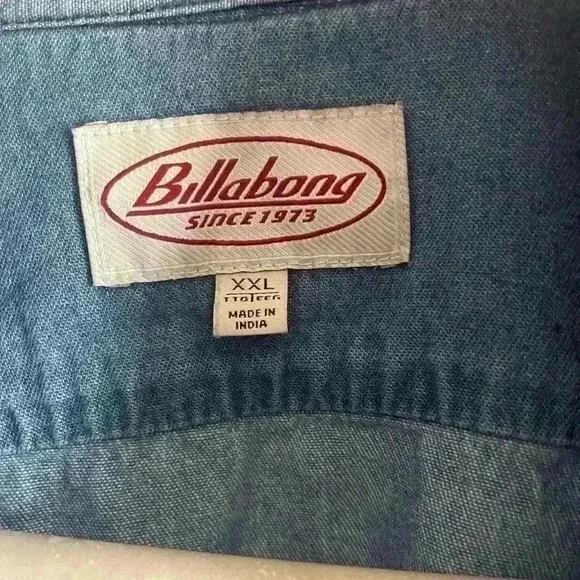 Billabong
SINCE 1973
XXL
MADE IN
INDIA